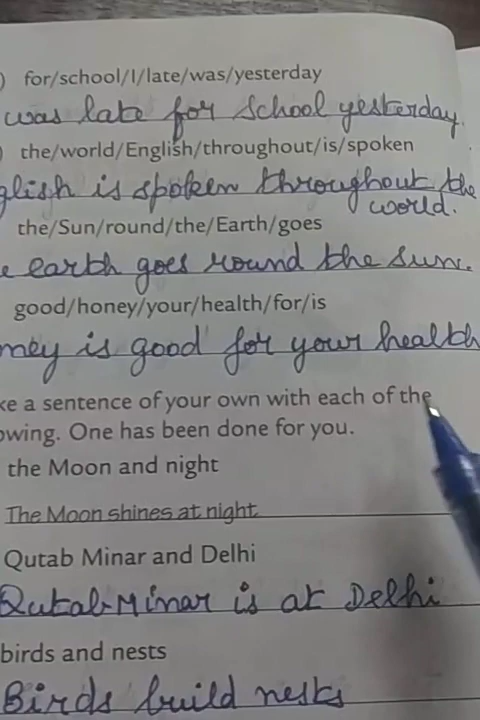 ) for/school/I/late/was/yesterday
was late for School yesterday.
) the/world/English/throughout/is/spoken
glish is spoken throughout the
world.
the/Sun/round/the/Earth/goes
e earth goes round the sun.
good/honey/your/health/for/is
ney is good for your health
ke a sentence of your own with each of the
owing. One has been done for you.
the Moon and night
The Moon shines at night.
Qutab Minar and Delhi
Qutab-Minar is at Delhi
birds and nests
Birds build nests